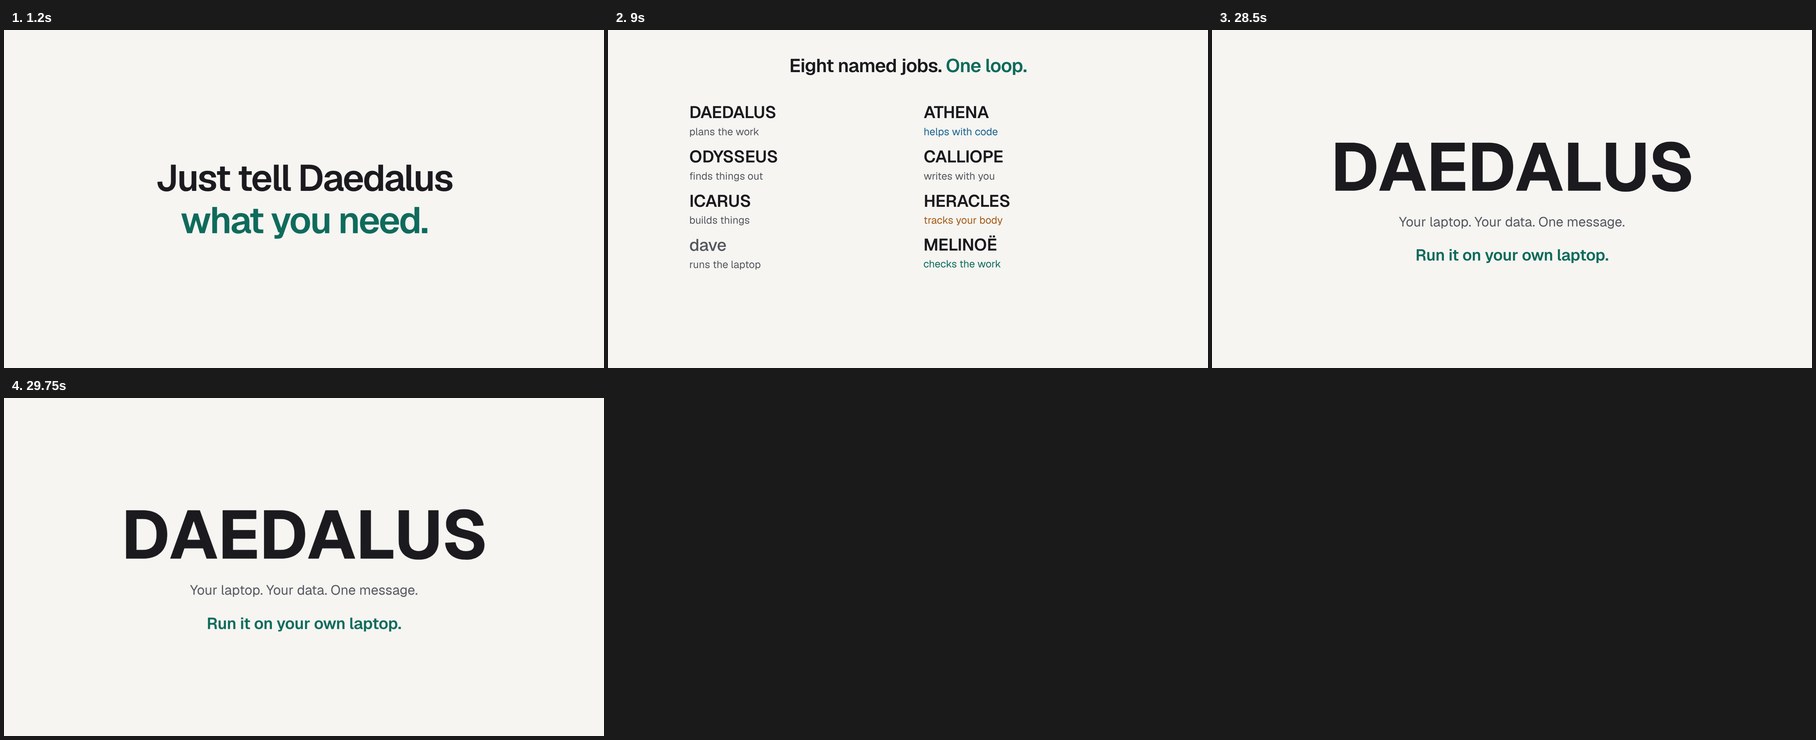 1. 1.2s
Just tell Daedalus
what you need.
2. 9s
Eight named jobs. One loop.
DAEDALUS
plans the work
ODYSSEUS
finds things out
ICARUS
builds things
dave
runs the laptop
ATHENA
helps with code
CALLIOPE
writes with you
HERACLES
tracks your body
MELINOË
checks the work
3. 28.5s
DAEDALUS
Your laptop. Your data. One message.
Run it on your own laptop.
4. 29.75s
DAEDALUS
Your laptop. Your data. One message.
Run it on your own laptop.